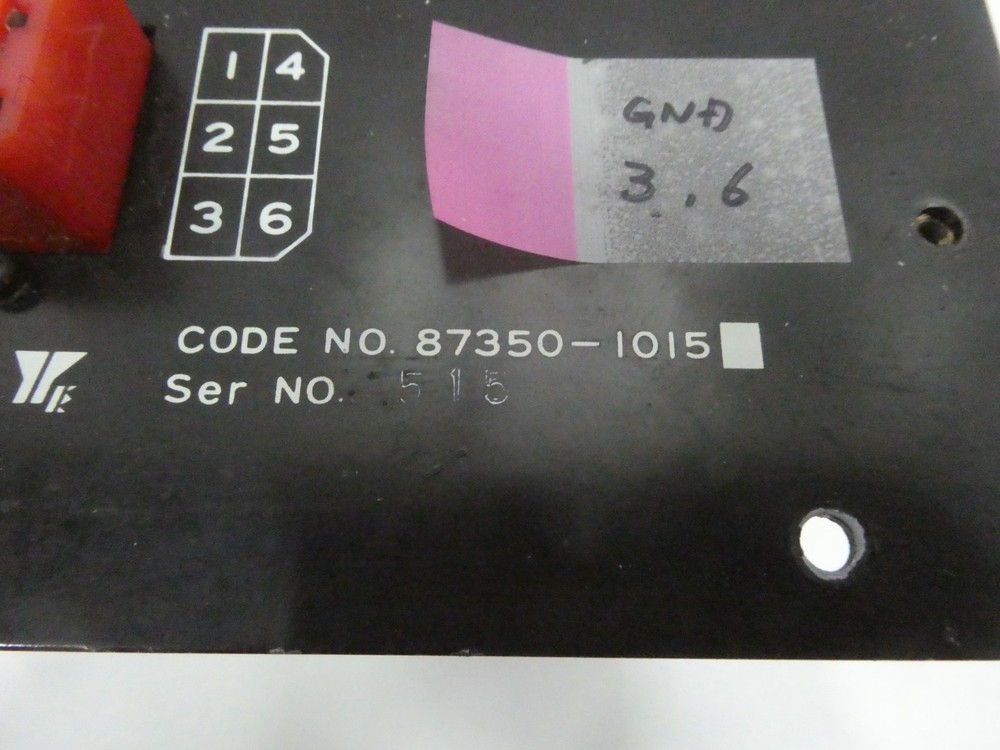 1 4
2 5
3 6
GND
3 . 6
CODE NO. 87350-1015
Ser NO. 515